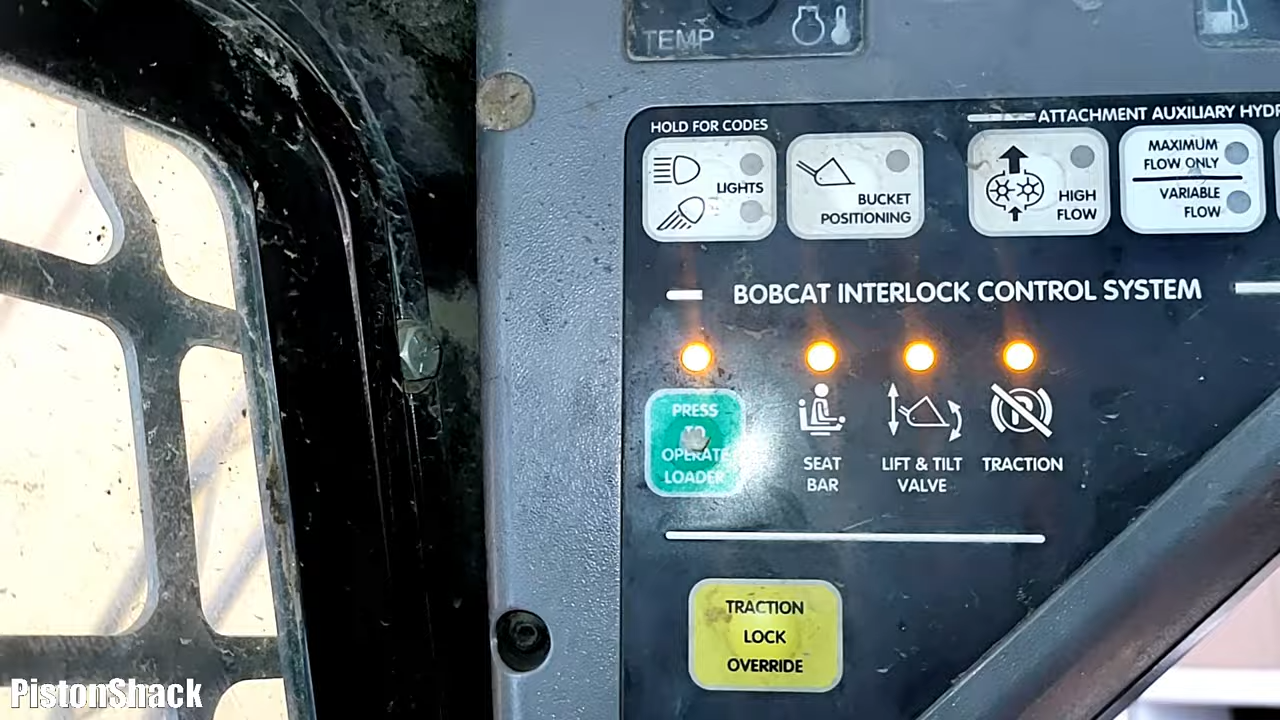 TEMP
HOLD FOR CODES
ATTACHMENT AUXILIARY
LIGHTS
BUCKET
POSITIONING
HIGH
FLOW
MAXIMUM
FLOW ONLY
VARIABLE
FLOW
BOBCAT INTERLOCK CONTROL SYSTEM
PRESS
TO
OPERATE
LOADER
SEAT
BAR
LIFT & TILT
VALVE
TRACTION
TRACTION
LOCK
OVERRIDE
PistonShack